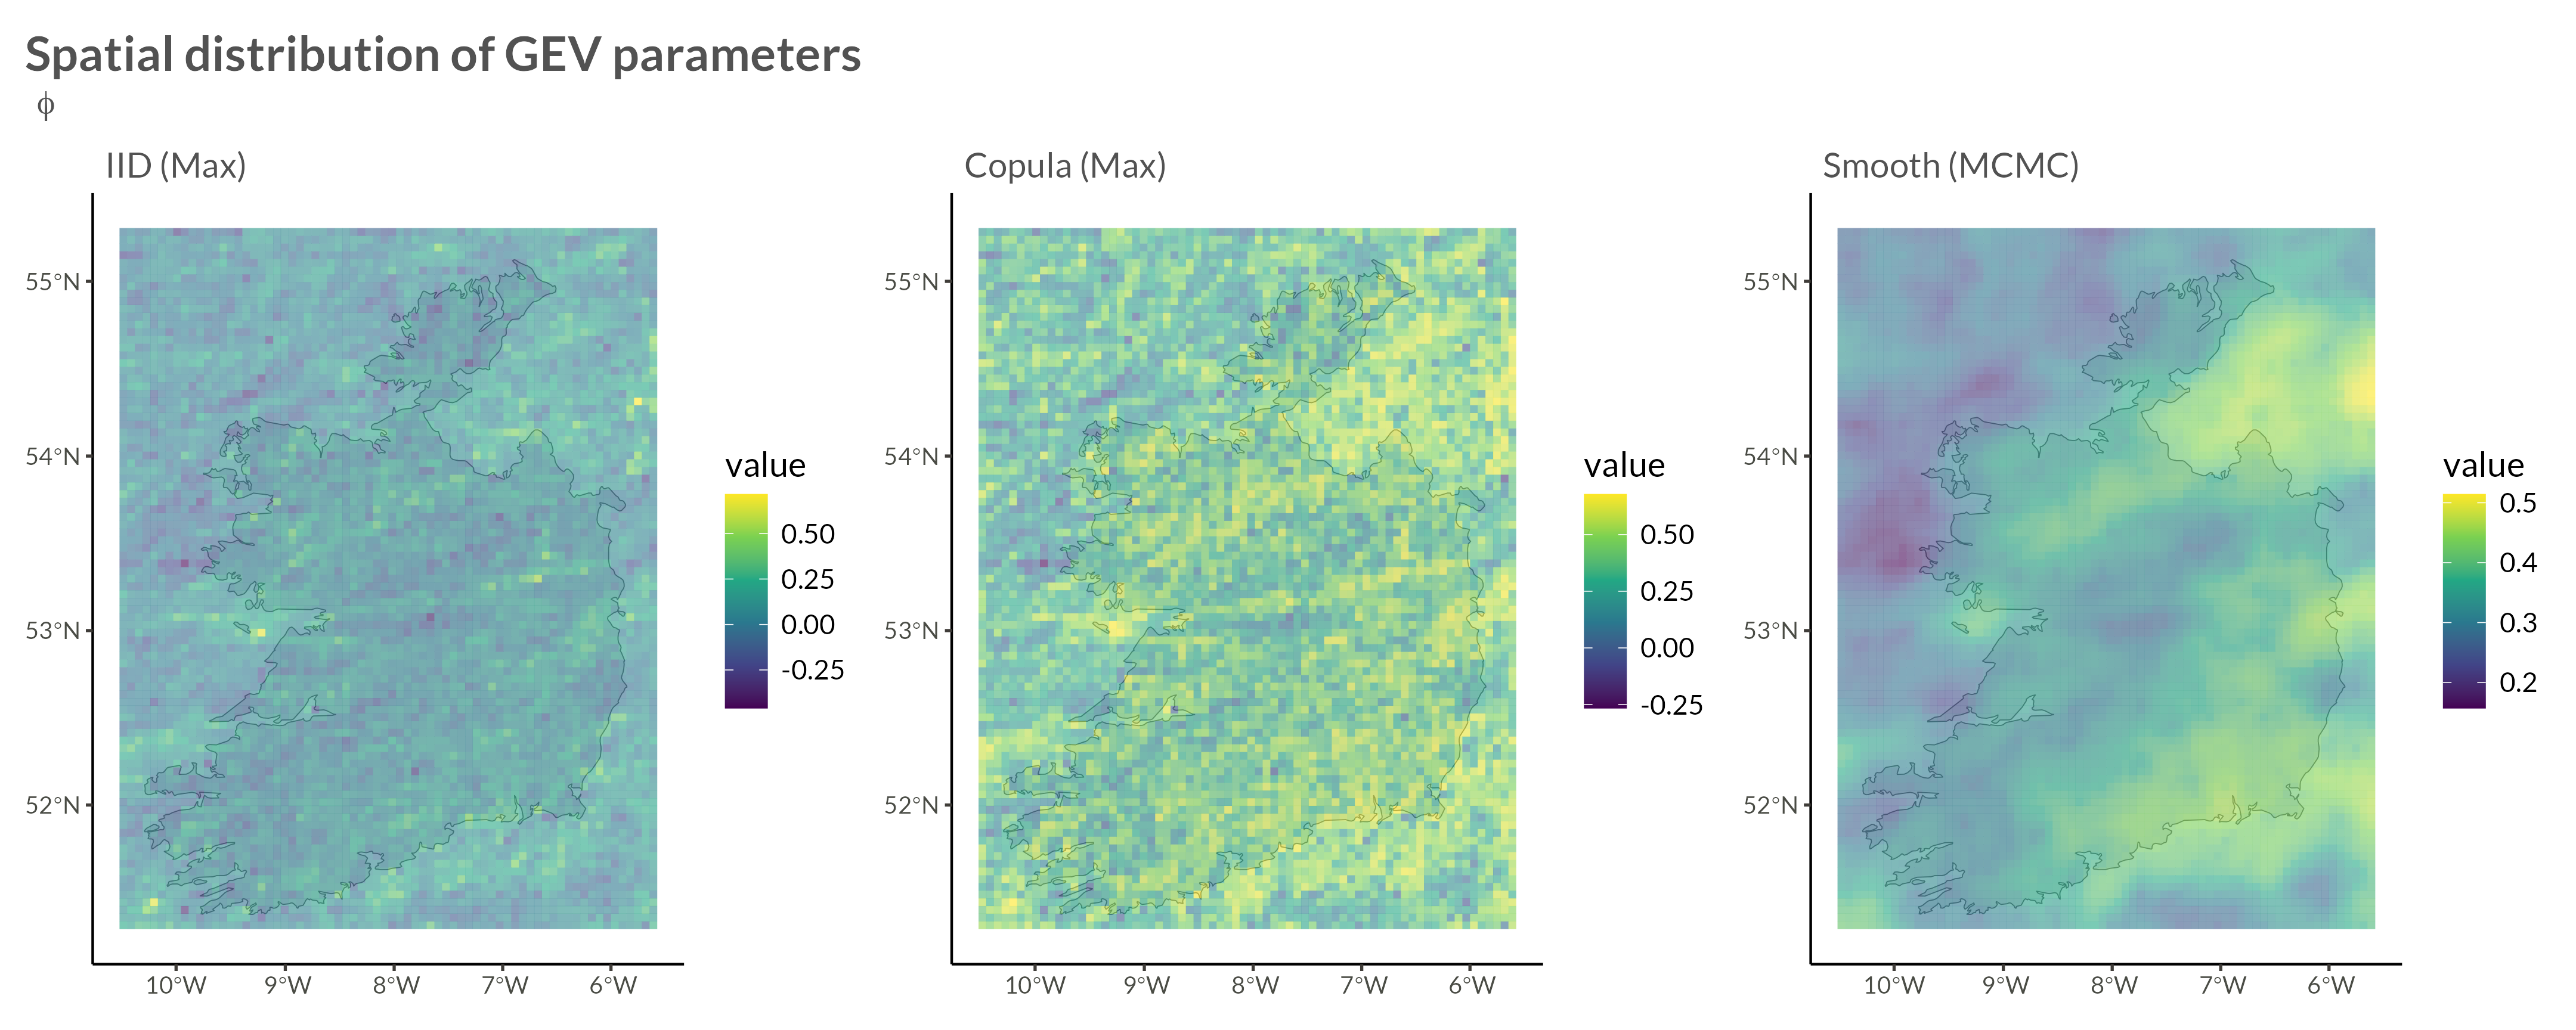 Spatial distribution of GEV parameters
ϕ
IID (Max)
55°N
54°N
53°N
52°N
10°W 9°W 8°W 7°W 6°W
value
0.50
0.25
0.00
-0.25
Copula (Max)
55°N
54°N
53°N
52°N
10°W 9°W 8°W 7°W 6°W
value
0.50
0.25
0.00
-0.25
Smooth (MCMC)
55°N
54°N
53°N
52°N
10°W 9°W 8°W 7°W 6°W
value
0.5
0.4
0.3
0.2